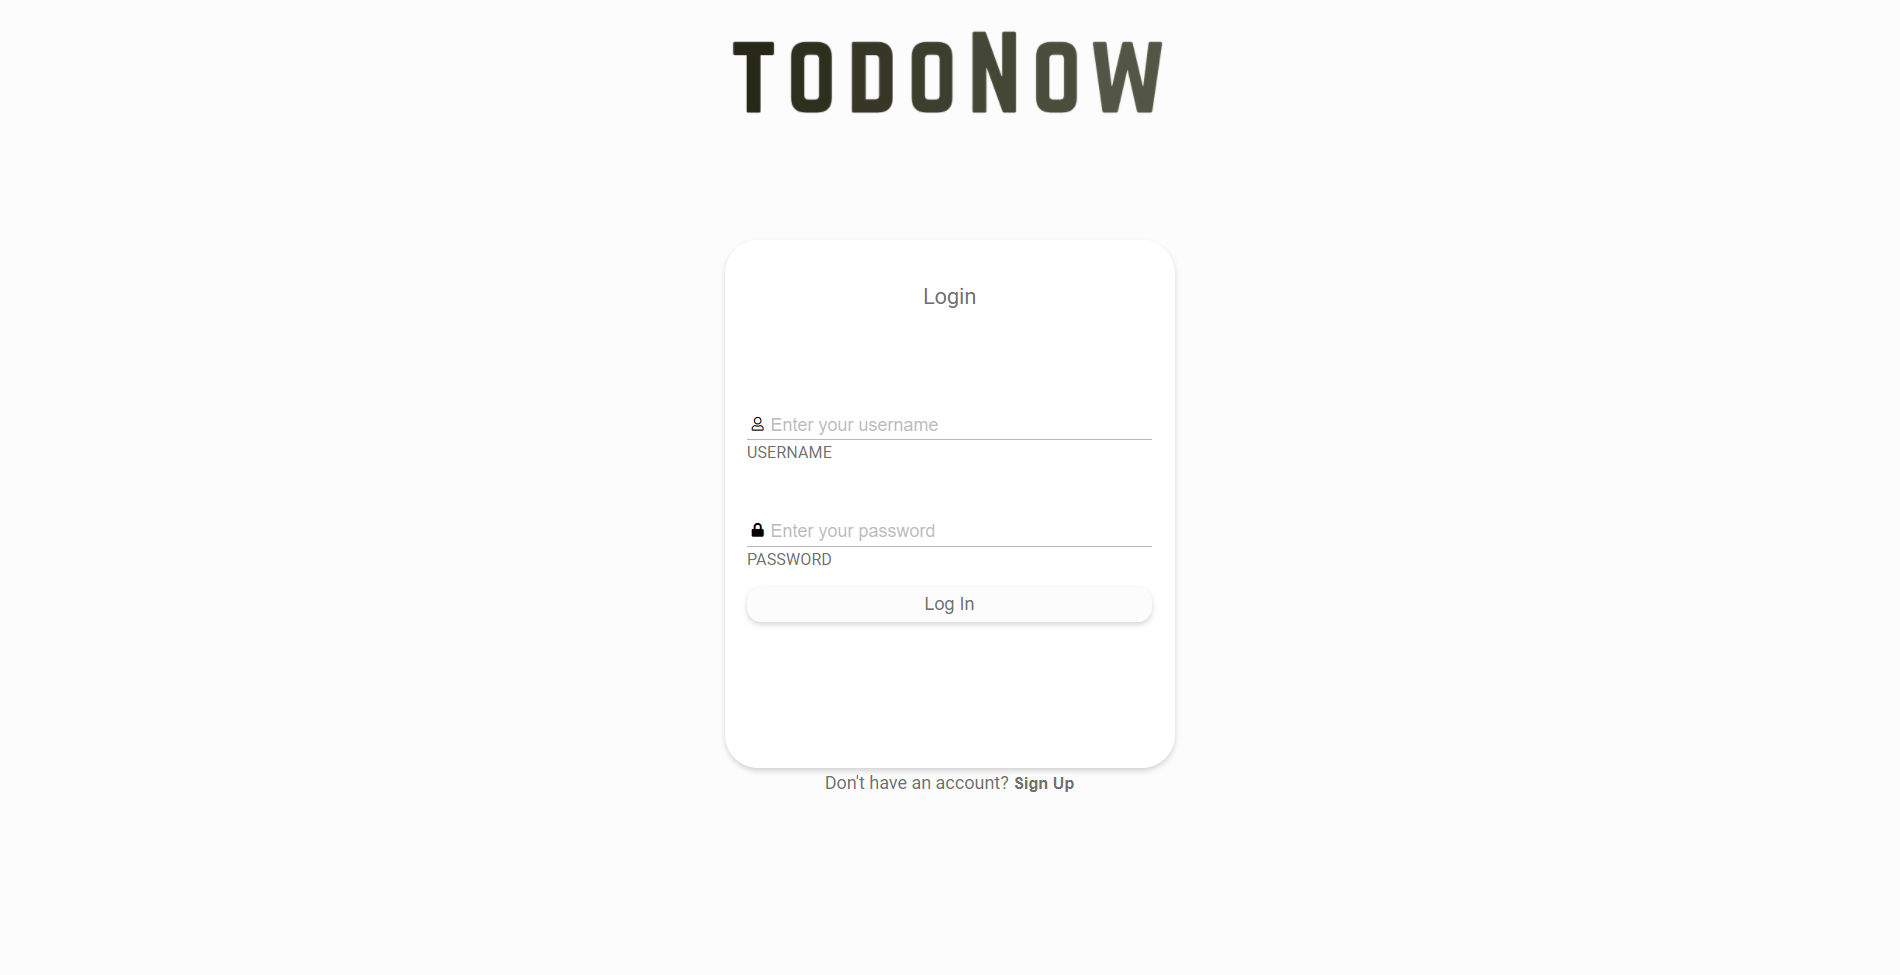 TODONOW
Login
Enter your username
USERNAME
Enter your password
PASSWORD
Log In
Don't have an account? Sign Up